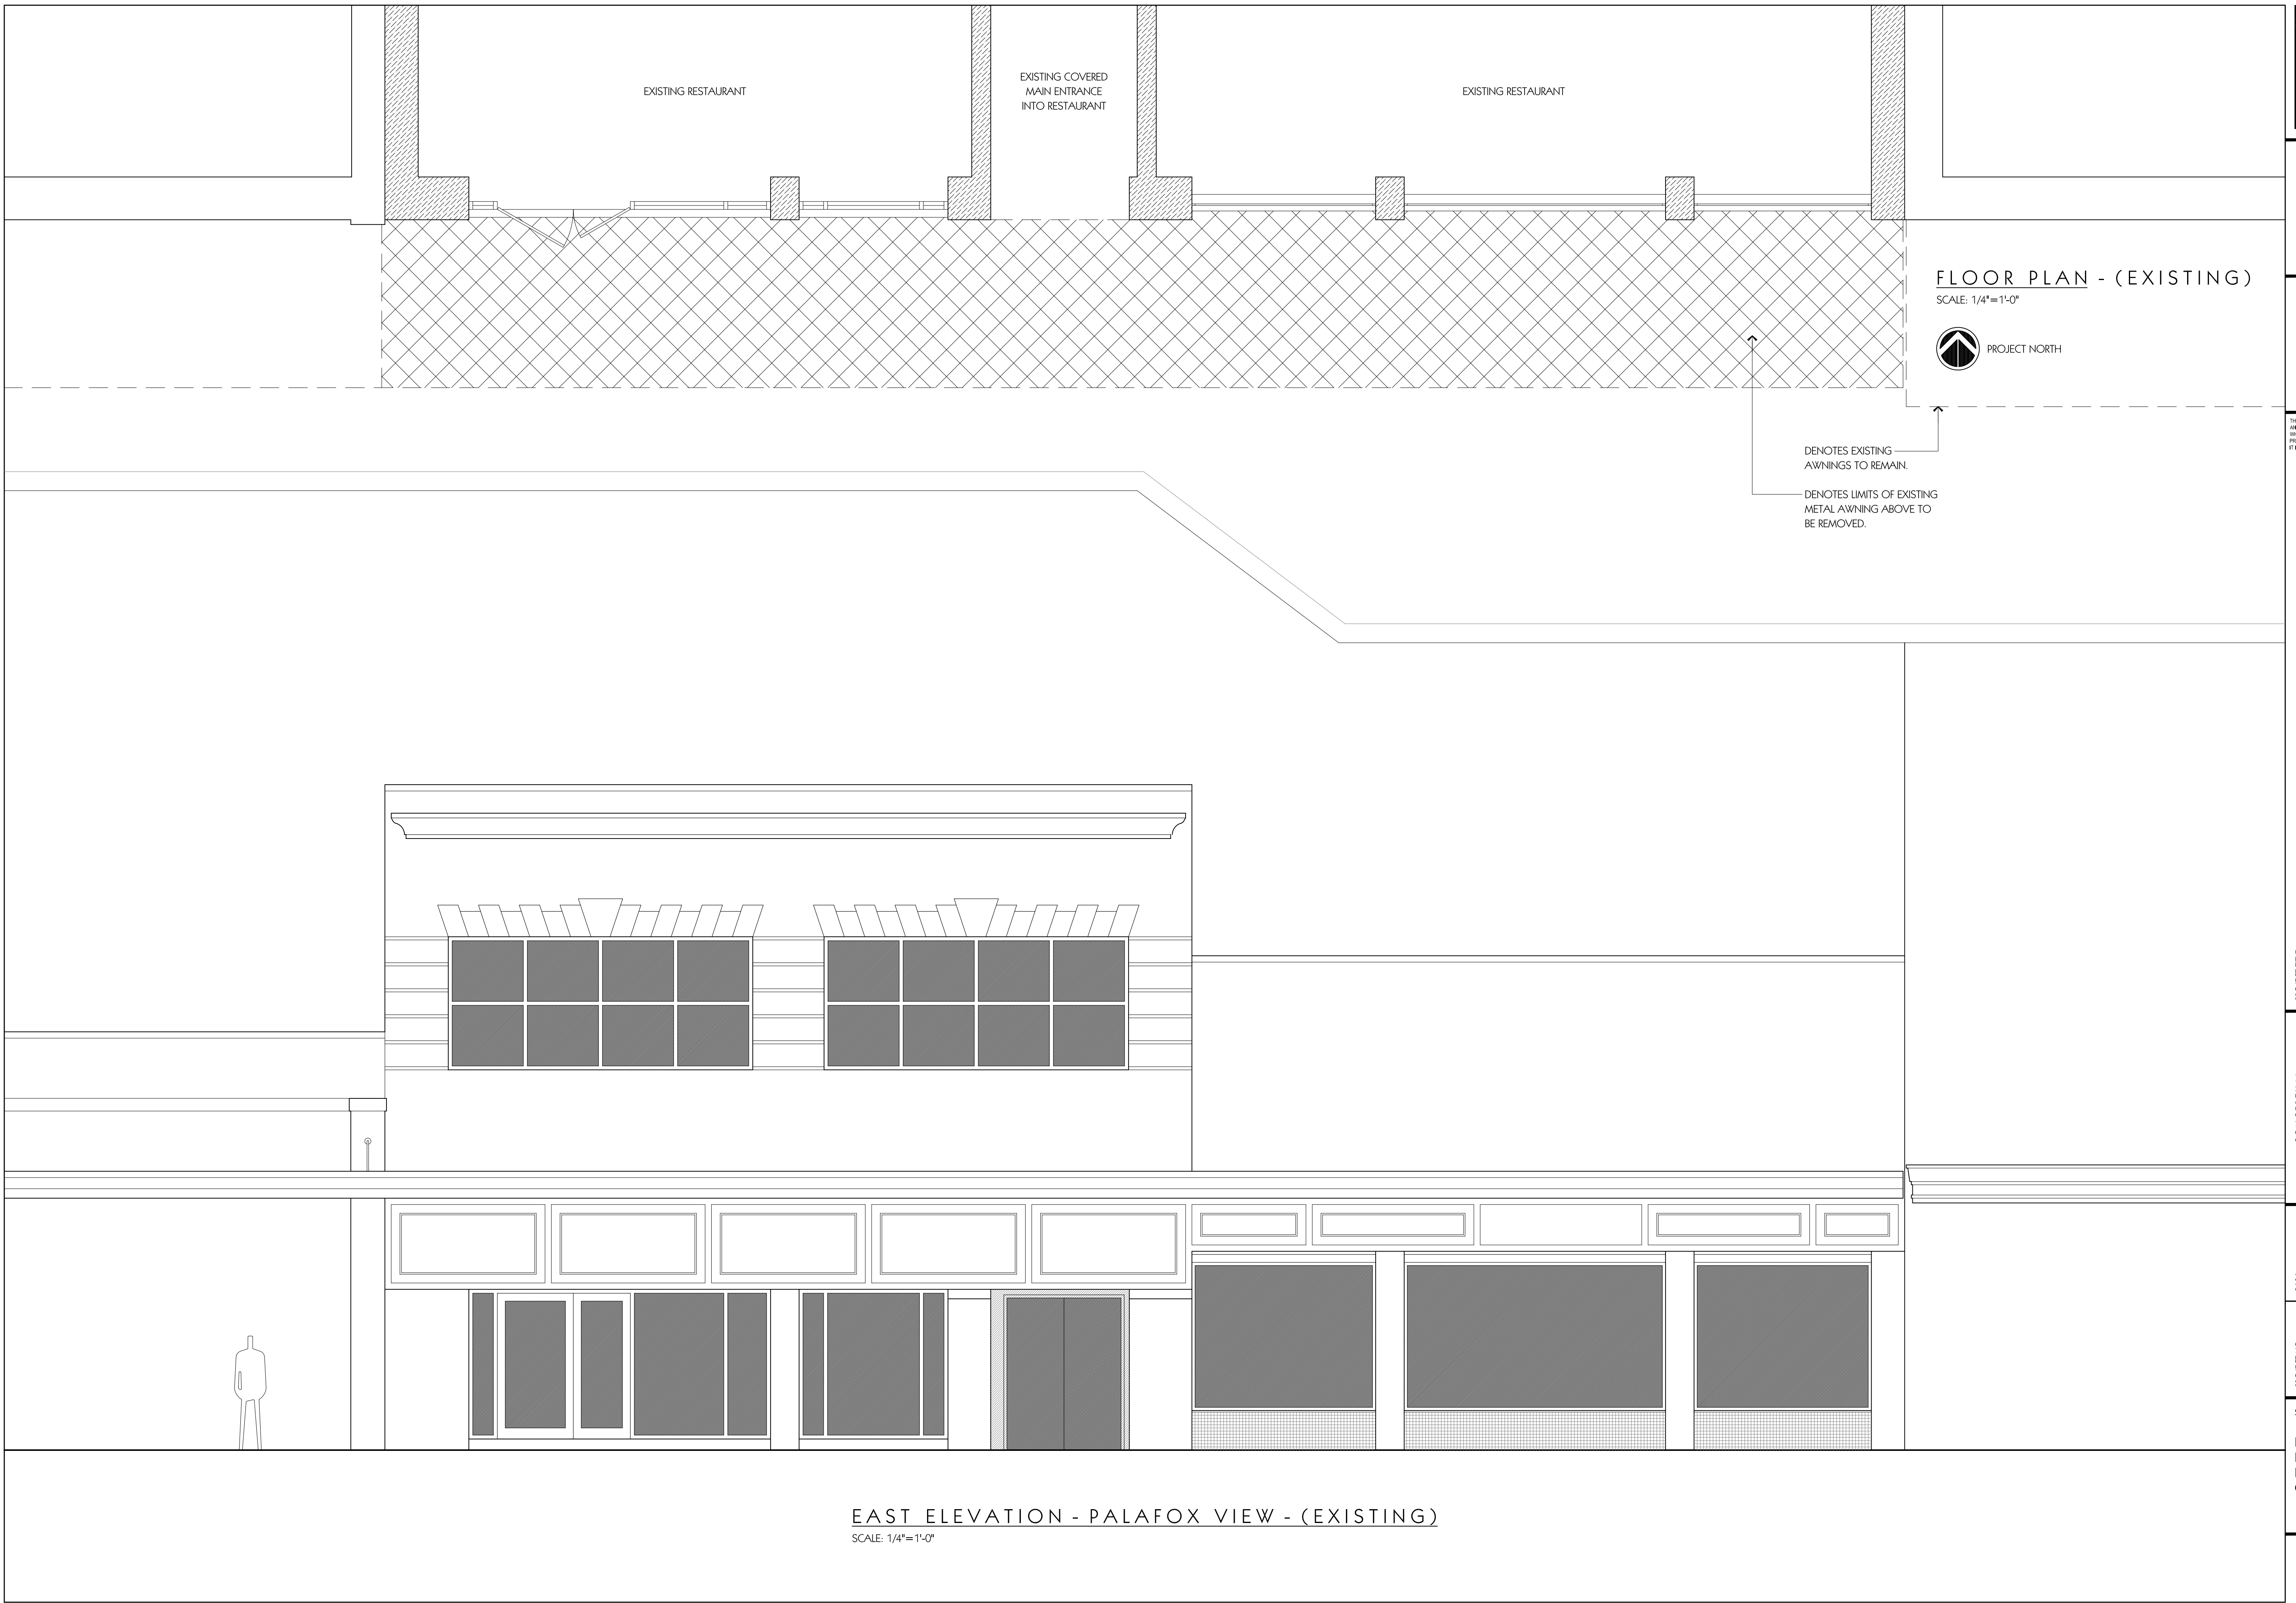 EXISTING RESTAURANT
EXISTING COVERED
MAIN ENTRANCE
INTO RESTAURANT
EXISTING RESTAURANT
FLOOR PLAN - (EXISTING)
SCALE: 1/4"=1'-0"
PROJECT NORTH
DENOTES EXISTING
AWNINGS TO REMAIN.
DENOTES LIMITS OF EXISTING
METAL AWNING ABOVE TO
BE REMOVED.
EAST ELEVATION - PALAFOX VIEW - (EXISTING)
SCALE: 1/4"=1'-0"